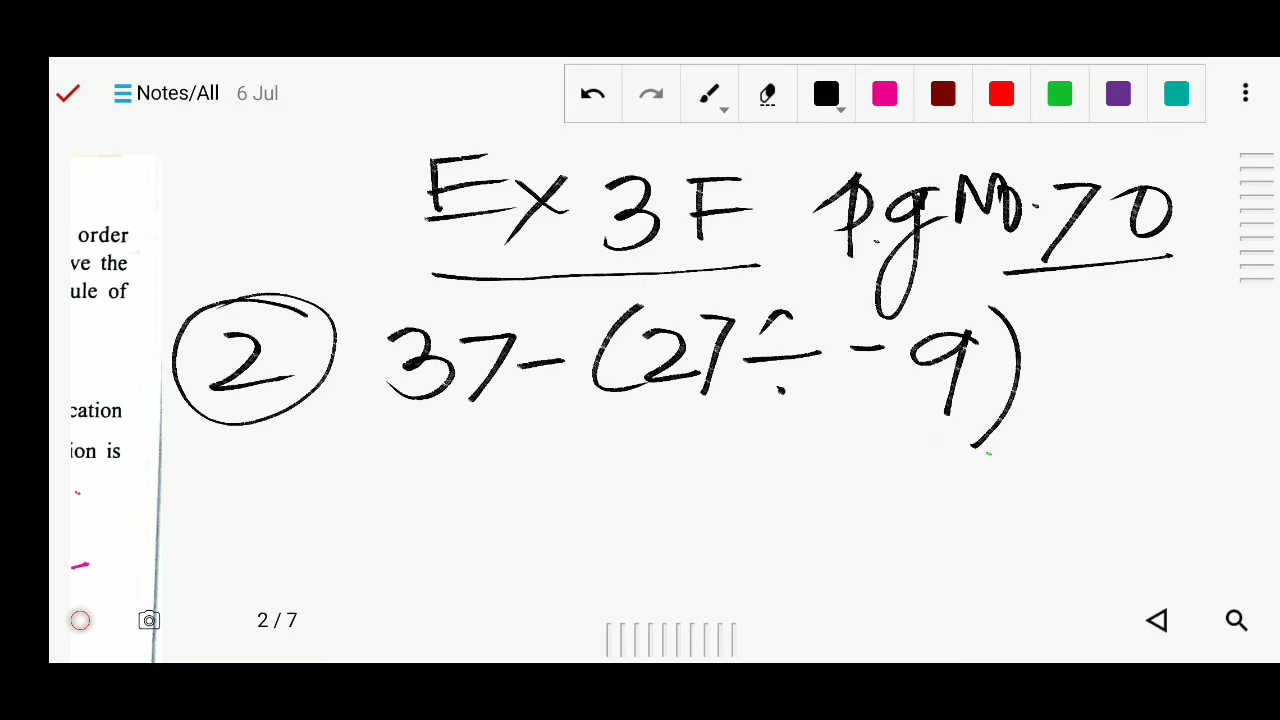 Notes/All 6 Jul
Ex 3F p.g No. 70
order
ve the
ule of
2 37-(27÷-9)
cation
ion is
2 / 7